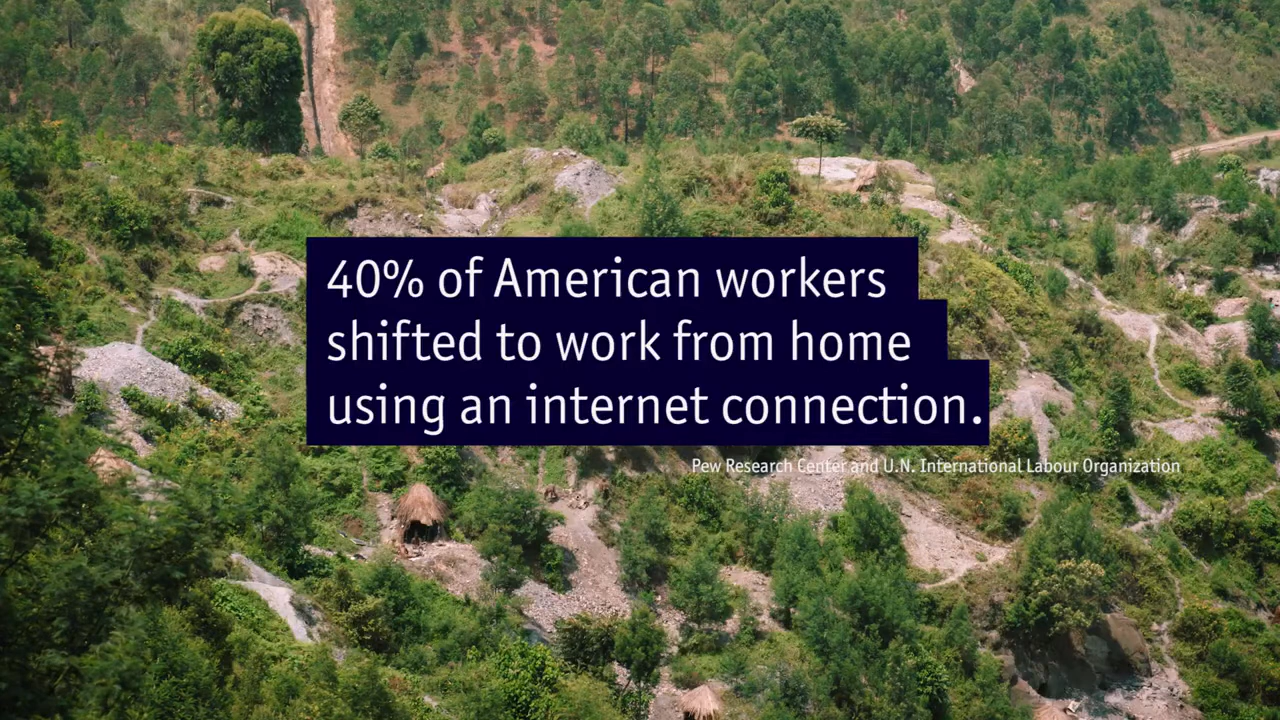 40% of American workers
shifted to work from home
using an internet connection.
Pew Research Center and U.N. International Labour Organization